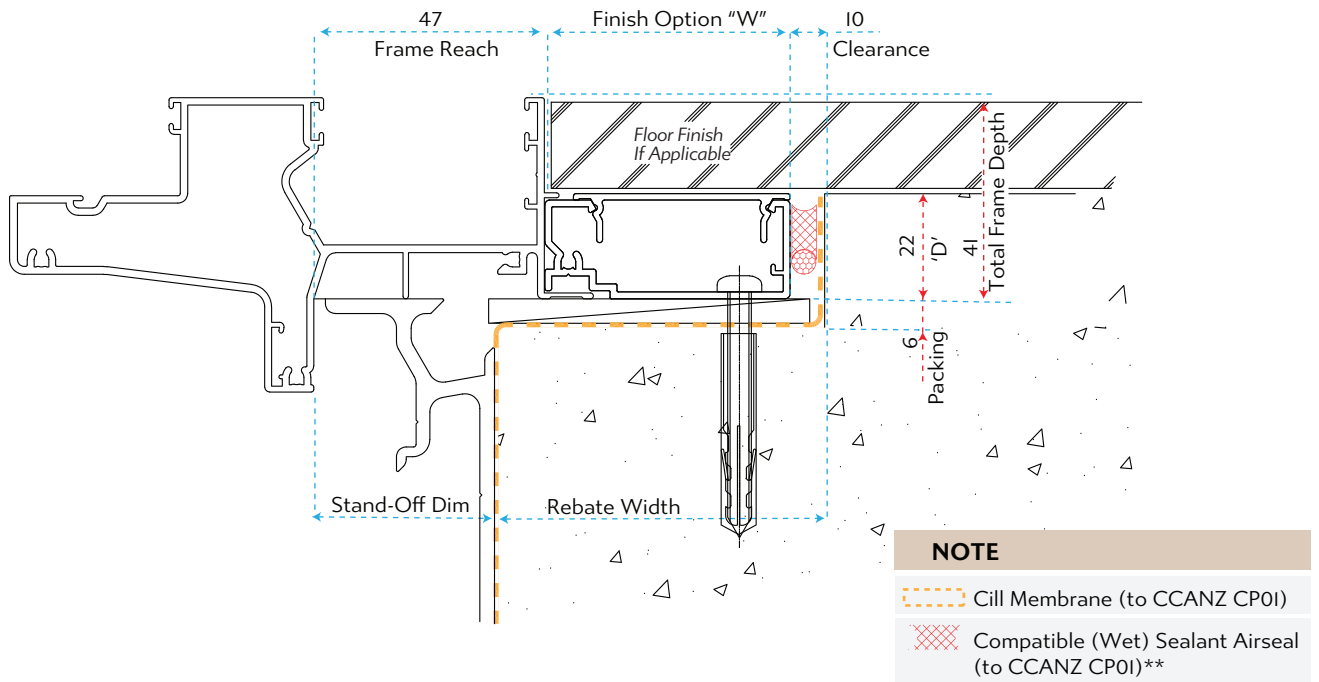 47
Finish Option “W”
10
Frame Reach
Clearance
Floor Finish
If Applicable
Total Frame Depth
41
22
'D'
6
Packing
Stand-Off Dim
Rebate Width
NOTE
Cill Membrane (to CCANZ CP01)
Compatible (Wet) Sealant Airseal
(to CCANZ CP01)**